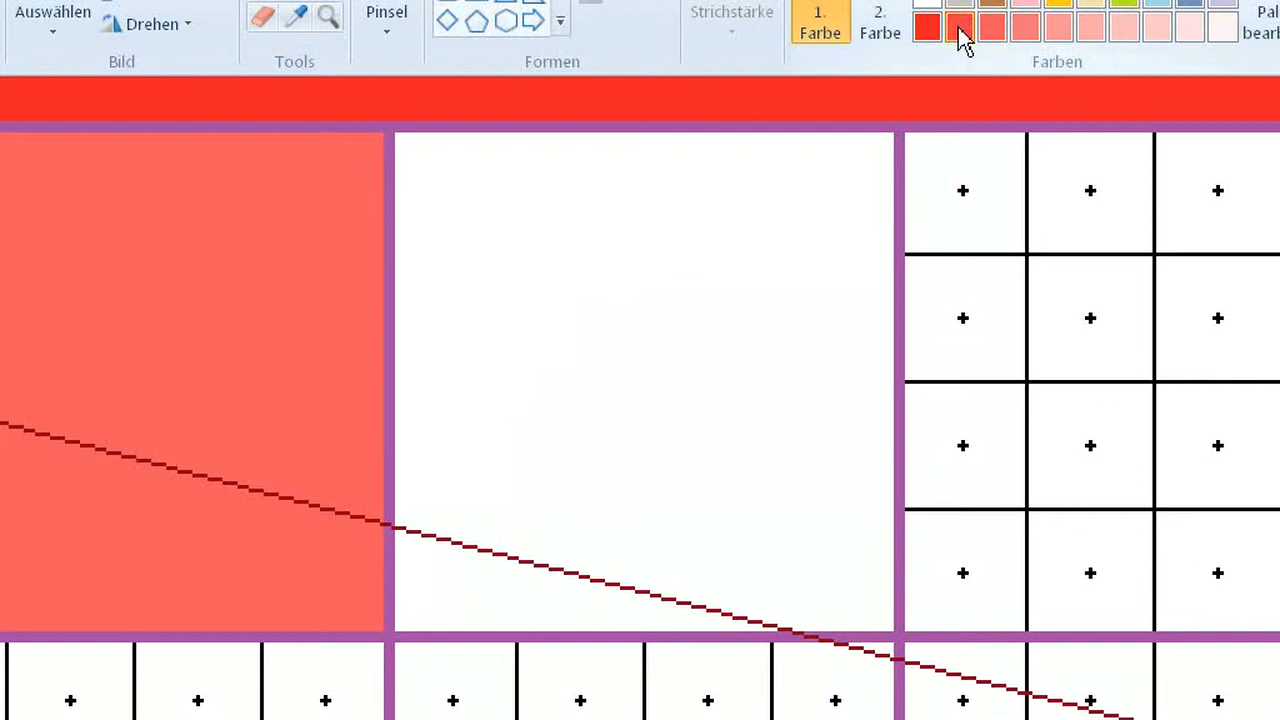 Auswählen
Drehen
Bild
Tools
Pinsel
Formen
Strichstärke
1.
Farbe
2.
Farbe
Farben